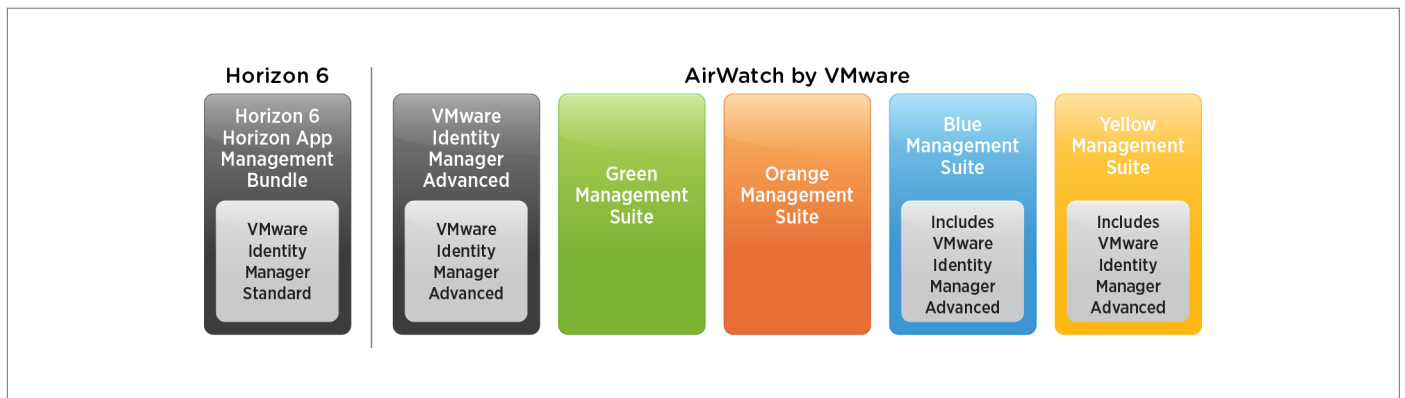 Horizon 6
AirWatch by VMware
Horizon 6
Horizon App
Management
Bundle
VMware
Identity
Manager
Standard
VMware
Identity
Manager
Advanced
VMware
Identity
Manager
Advanced
Green
Management
Suite
Orange
Management
Suite
Blue
Management
Suite
Includes
VMware
Identity
Manager
Advanced
Yellow
Management
Suite
Includes
VMware
Identity
Manager
Advanced